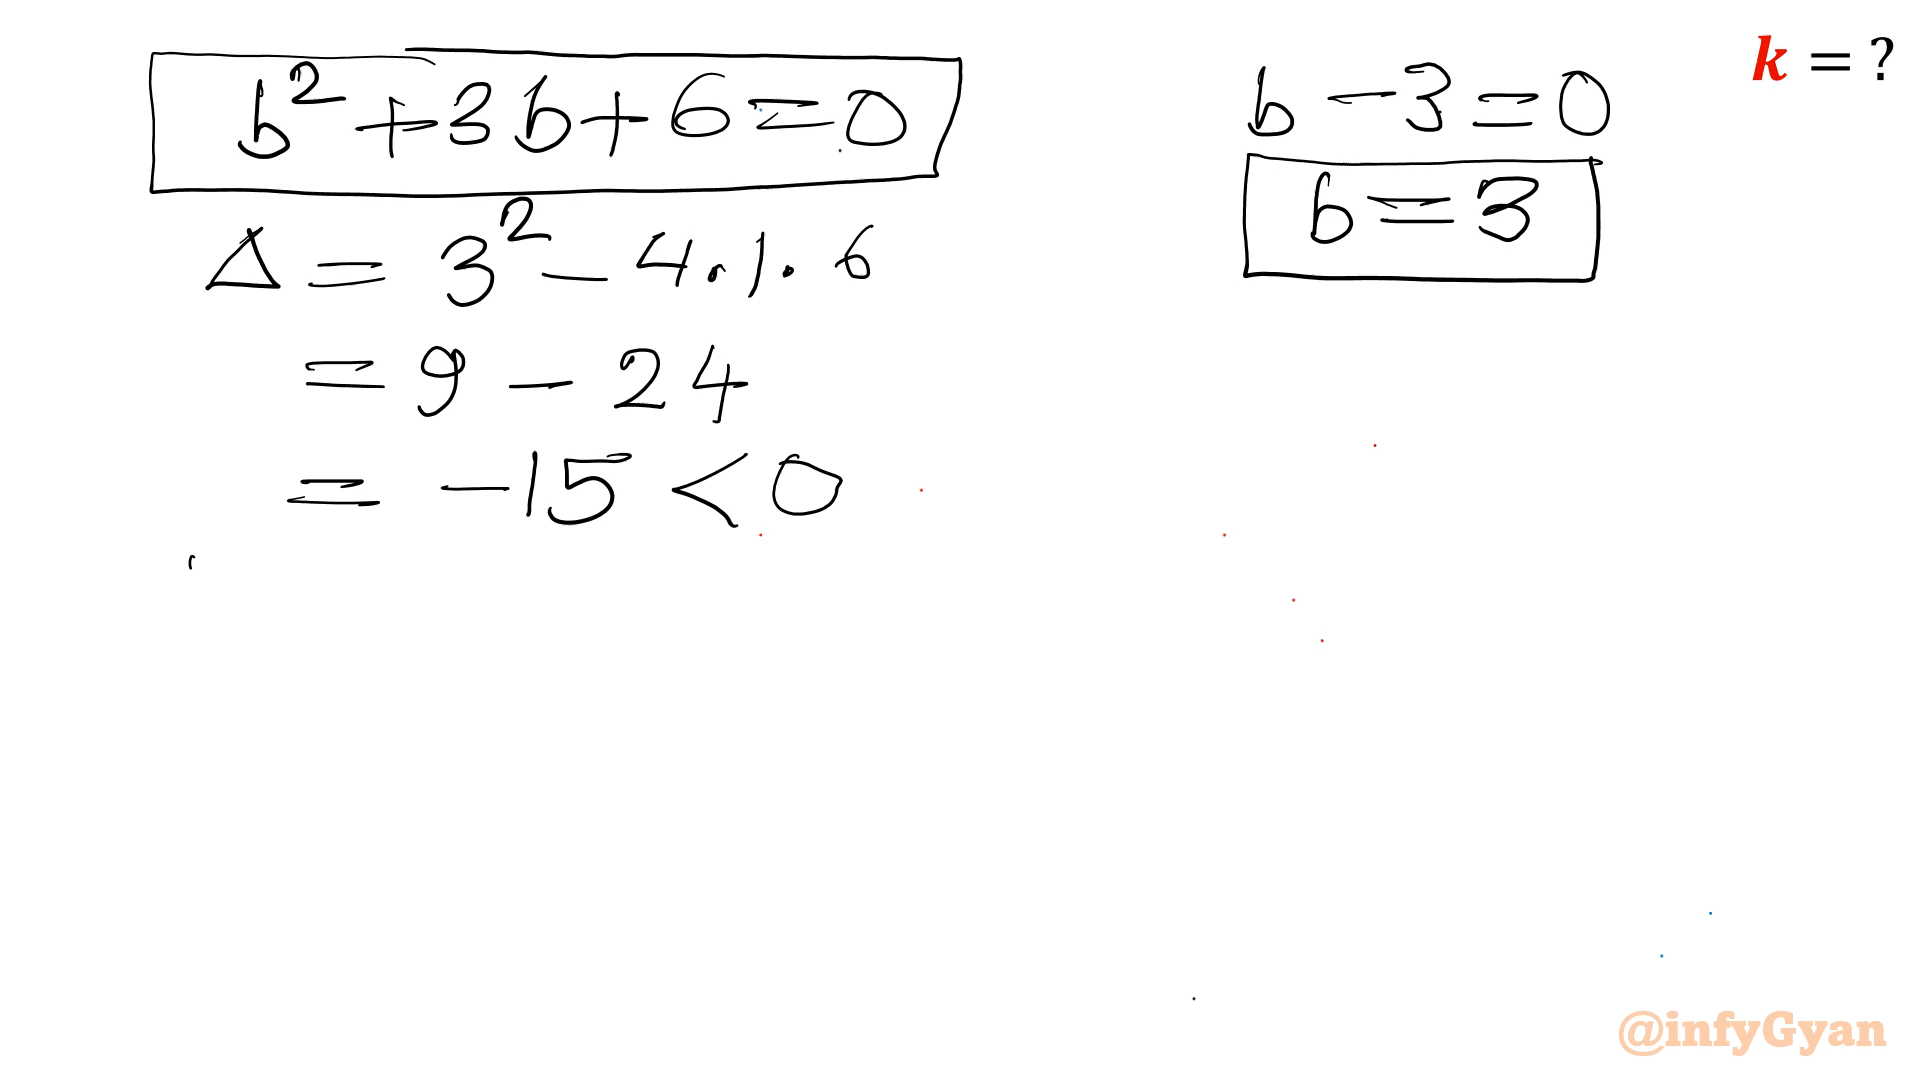 b²+3b+6=0
Δ = 3² - 4.1.6
= 9 - 24
= -15 < 0
b-3=0
b=3
k = ?
@infyGyan